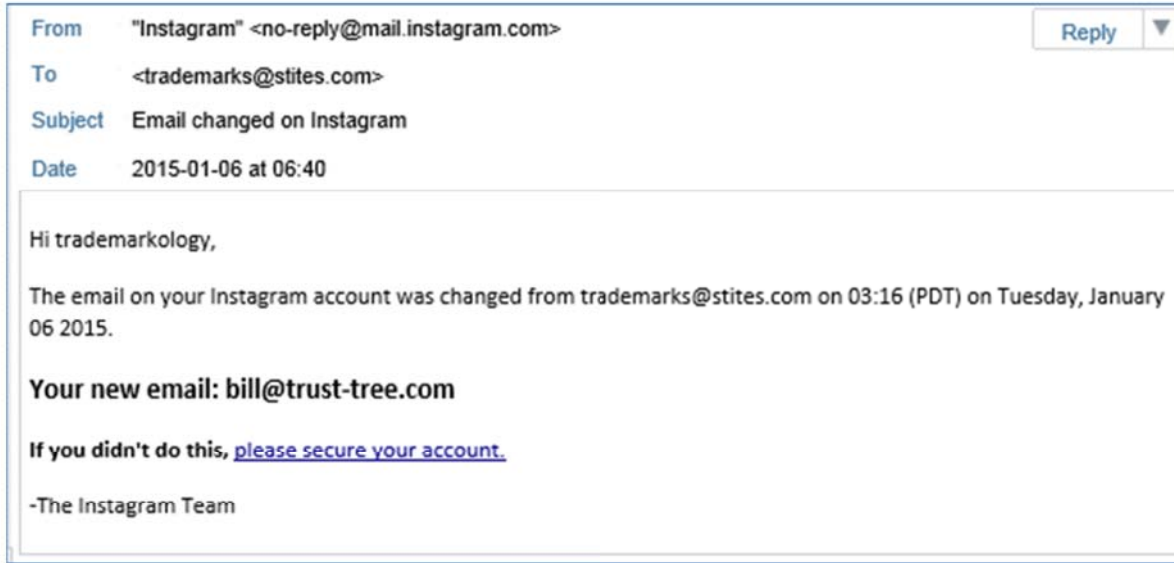 From "Instagram" <no-reply@mail.instagram.com> Reply
To <trademarks@stites.com>
Subject Email changed on Instagram
Date 2015-01-06 at 06:40
Hi trademarkology,
The email on your Instagram account was changed from trademarks@stites.com on 03:16 (PDT) on Tuesday, January
06 2015.
Your new email: bill@trust-tree.com
If you didn't do this, please secure your account.
-The Instagram Team